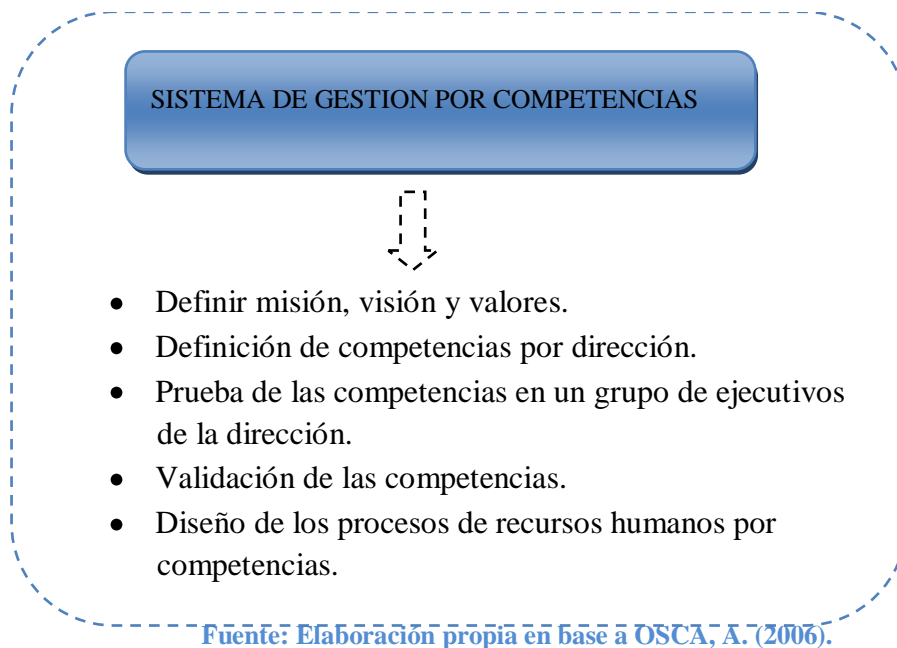 SISTEMA DE GESTION POR COMPETENCIAS
• Definir misión, visión y valores.
• Definición de competencias por dirección.
• Prueba de las competencias en un grupo de ejecutivos
de la dirección.
• Validación de las competencias.
• Diseño de los procesos de recursos humanos por
competencias.
Fuente: Elaboración propia en base a OSCA, A. (2006).